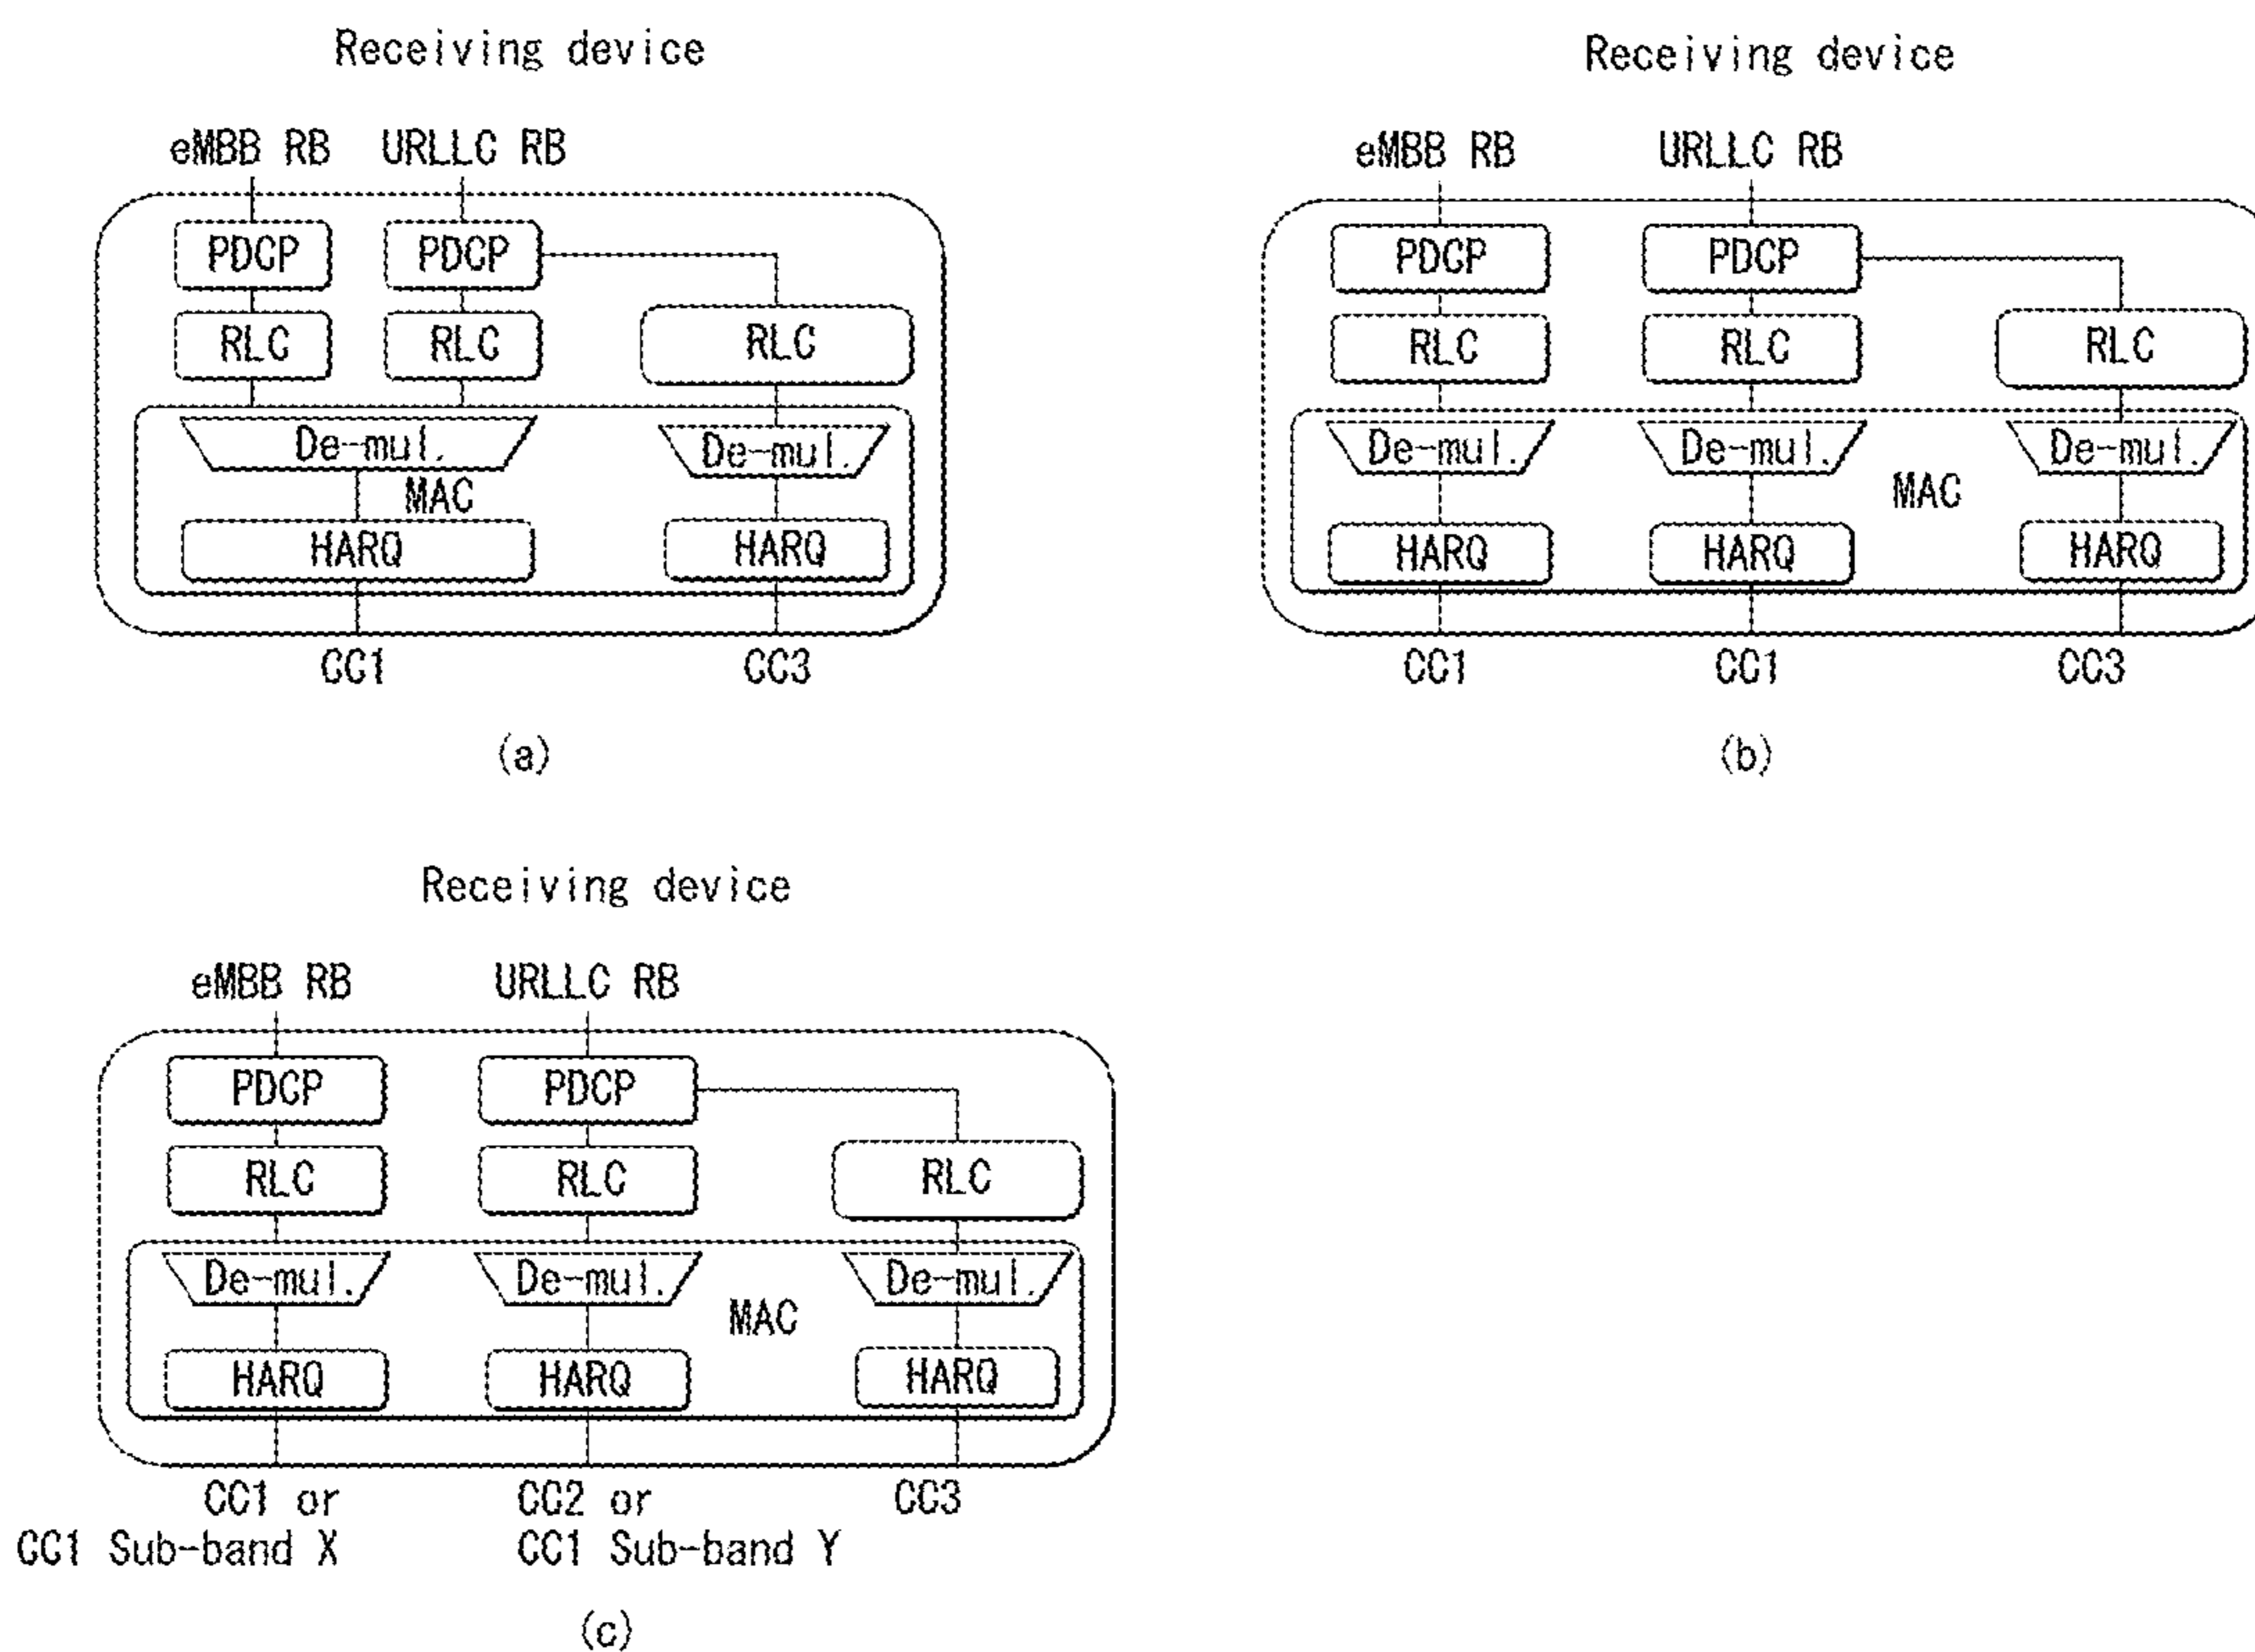 Receiving device
eMBB RB URLLC RB
PDCP PDCP
RLC RLC RLC
De-mul. De-mul.
MAC
HARQ HARQ
CC1 CC3
(a)
Receiving device
eMBB RB URLLC RB
PDCP PDCP
RLC RLC RLC
De-mul. De-mul. De-mul.
MAC
HARQ HARQ HARQ
CC1 CC1 CC3
(b)
Receiving device
eMBB RB URLLC RB
PDCP PDCP
RLC RLC RLC
De-mul. De-mul. De-mul.
MAC
HARQ HARQ HARQ
CC1 or CC2 or CC3
CC1 Sub-band X CC1 Sub-band Y
(c)